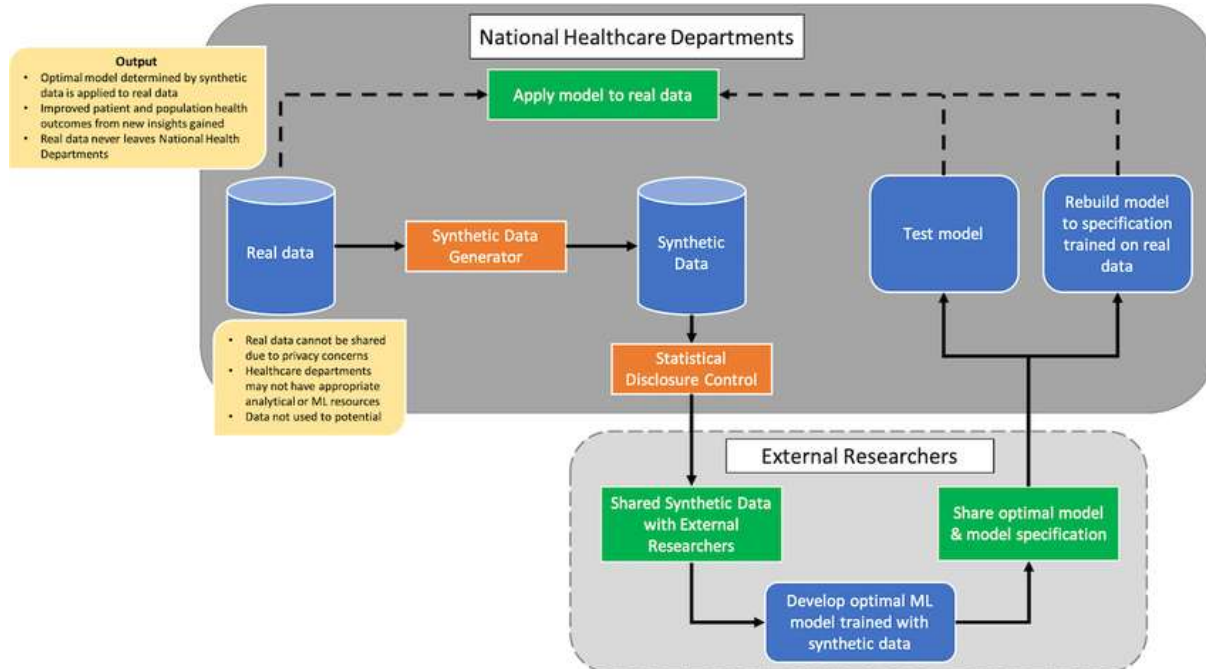 National Healthcare Departments
Output
• Optimal model determined by synthetic
data is applied to real data
• Improved patient and population health
outcomes from new insights gained
• Real data never leaves National Health
Departments
Apply model to real data
Real data
Synthetic Data
Generator
Synthetic
Data
Test model
Rebuild model
to specification
trained on real
data
• Real data cannot be shared
due to privacy concerns
• Healthcare departments
may not have appropriate
analytical or ML resources
• Data not used to potential
Statistical
Disclosure Control
External Researchers
Shared Synthetic Data
with External
Researchers
Share optimal model
& model specification
Develop optimal ML
model trained with
synthetic data